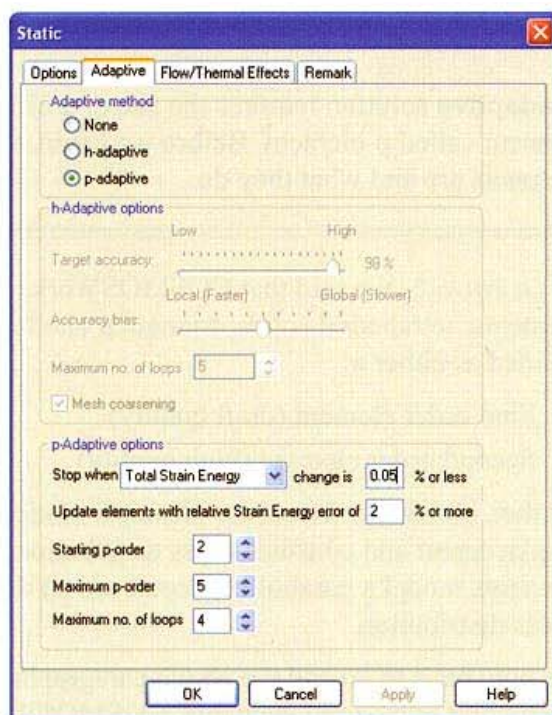 Static
Options Adaptive Flow/Thermal Effects Remark
Adaptive method
None
h-adaptive
p-adaptive
h-Adaptive options
Low High
Target accuracy: 98 %
Local (Faster) Global (Slower)
Accuracy bias:
Maximum no. of loops 5
Mesh coarsening
p-Adaptive options
Stop when Total Strain Energy change is 0.05 % or less
Update elements with relative Strain Energy error of 2 % or more
Starting p-order 2
Maximum p-order 5
Maximum no. of loops 4
OK Cancel Apply Help